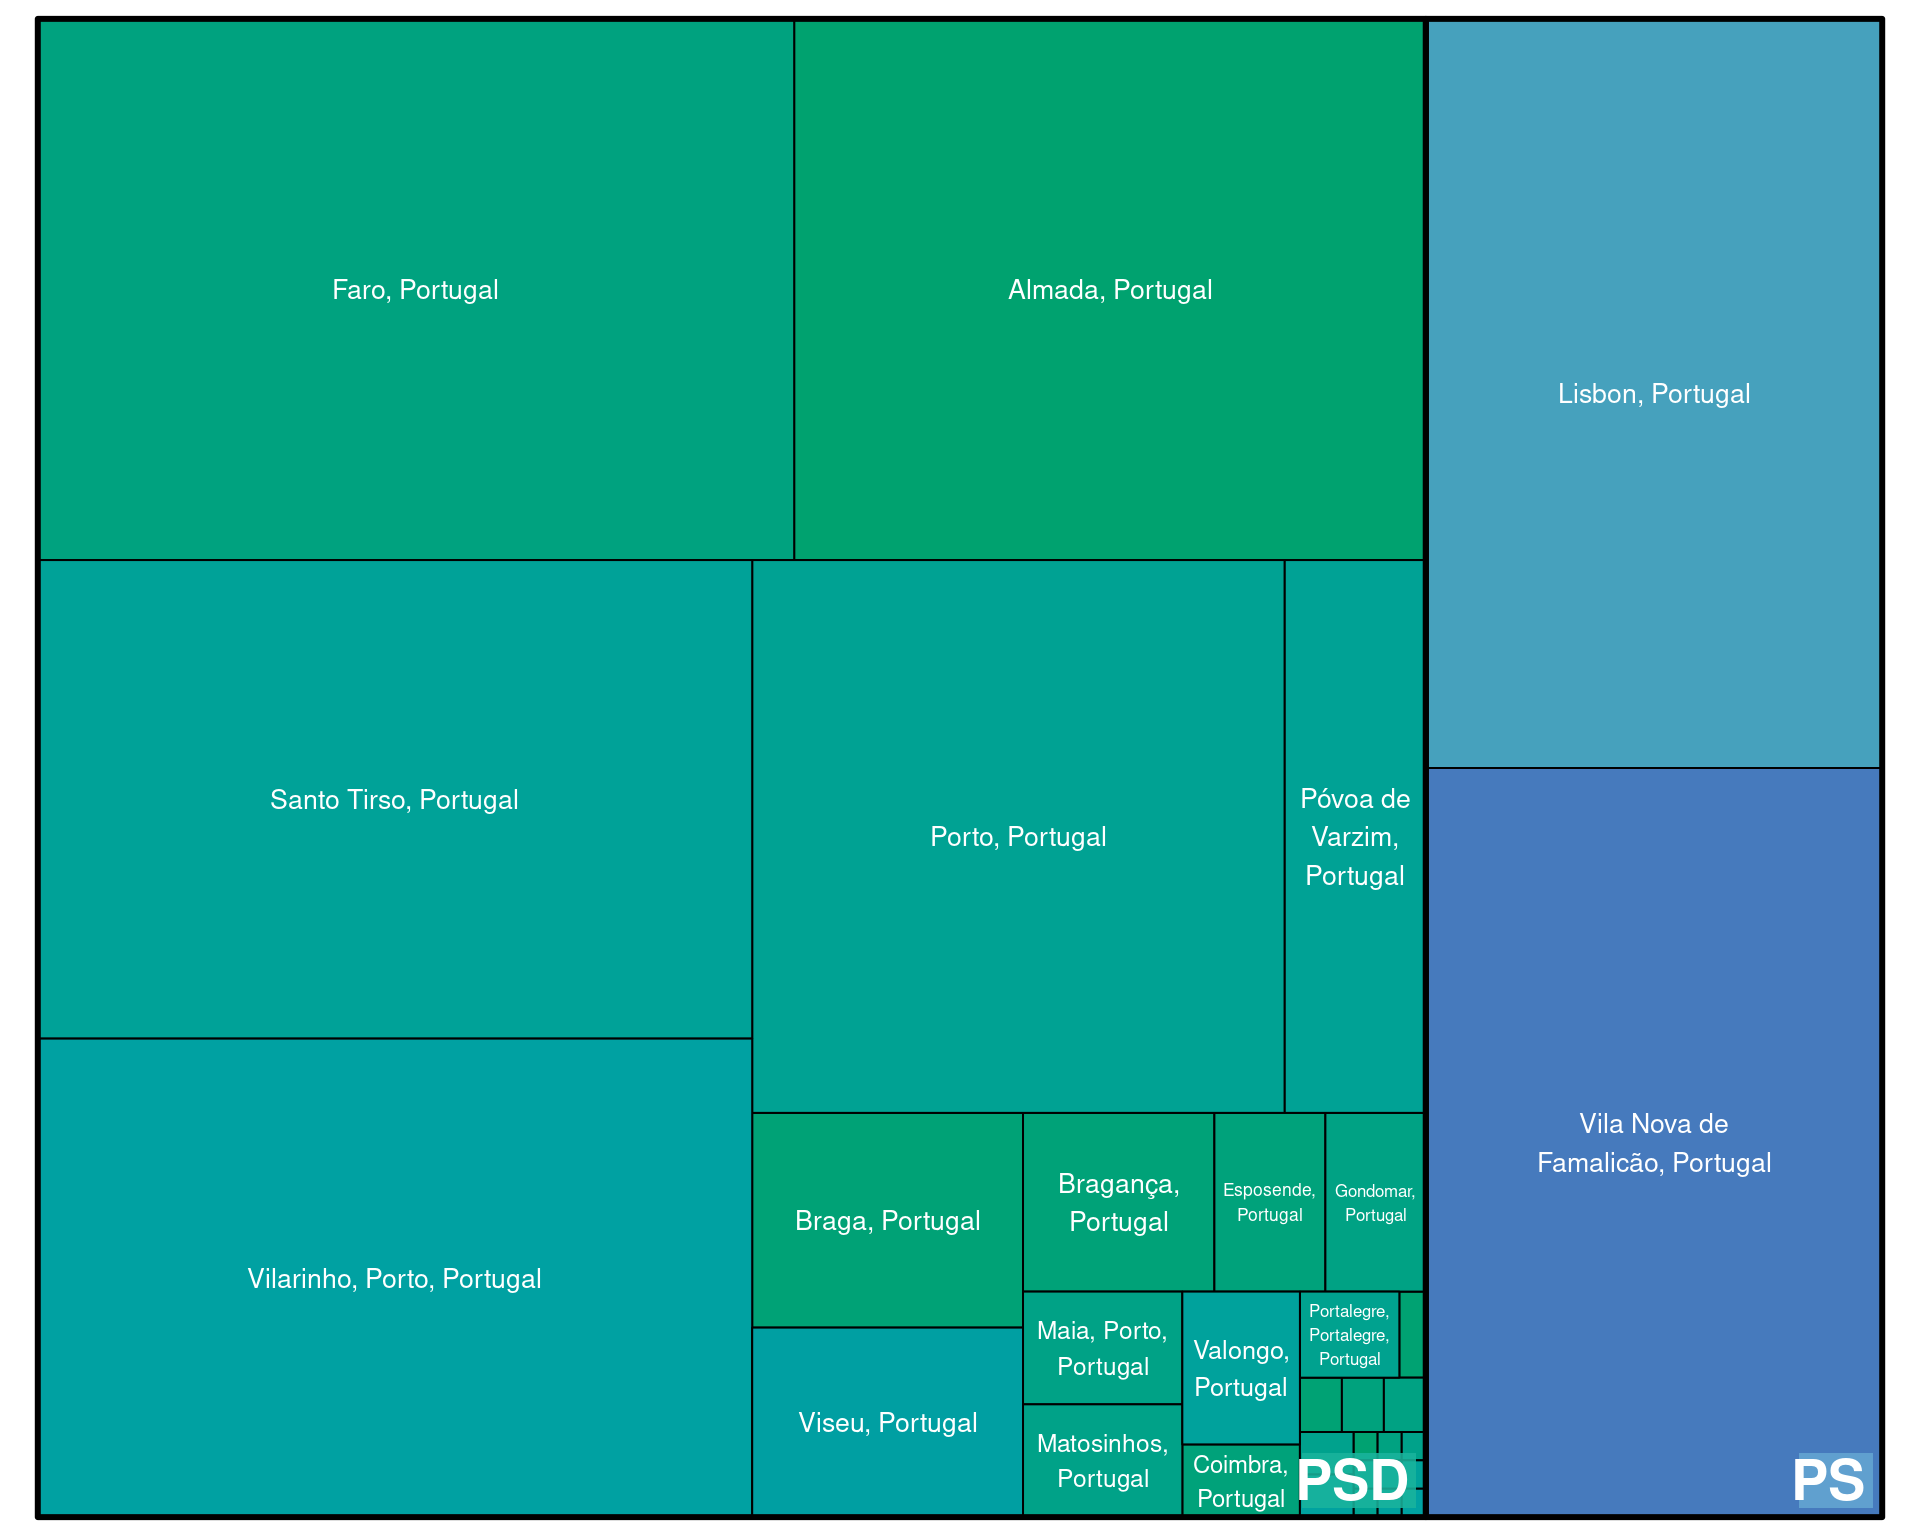 Faro, Portugal
Almada, Portugal
Lisbon, Portugal
Santo Tirso, Portugal
Porto, Portugal
Póvoa de
Varzim,
Portugal
Vila Nova de
Famalicão, Portugal
Vilarinho, Porto, Portugal
Braga, Portugal
Bragança,
Portugal
Esposende,
Portugal
Gondomar,
Portugal
Viseu, Portugal
Maia, Porto,
Portugal
Valongo,
Portugal
Portalegre,
Portalegre,
Portugal
Matosinhos,
Portugal
Coimbra,
Portugal
PSD
PS